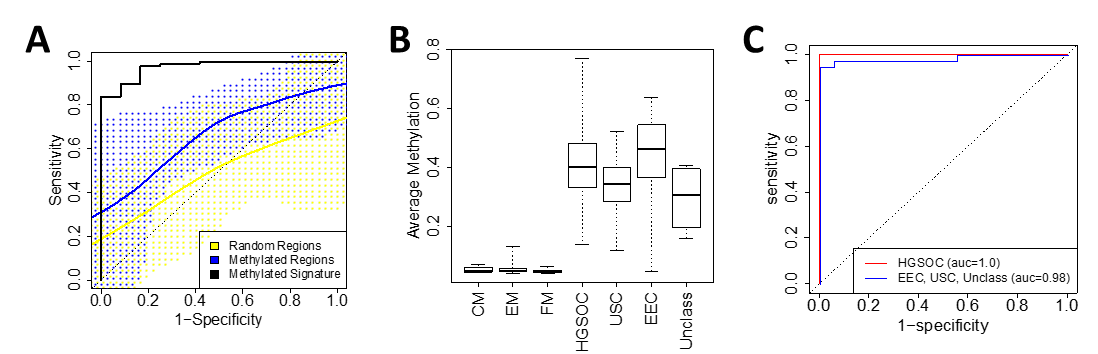 A
Sensitivity
1.0
0.8
0.6
0.4
0.2
0.0
Random Regions
Methylated Regions
Methylated Signature
0.0 0.2 0.4 0.6 0.8 1.0
1−Specificity
B
Average Methylation
0.8
0.6
0.4
0.2
CM
EM
FM
HGSOC
USC
EEC
Unclass
C
sensitivity
1.0
0.8
0.6
0.4
0.2
0.0
HGSOC (auc=1.0)
EEC, USC, Unclass (auc=0.98)
0.0 0.2 0.4 0.6 0.8 1.0
1−specificity